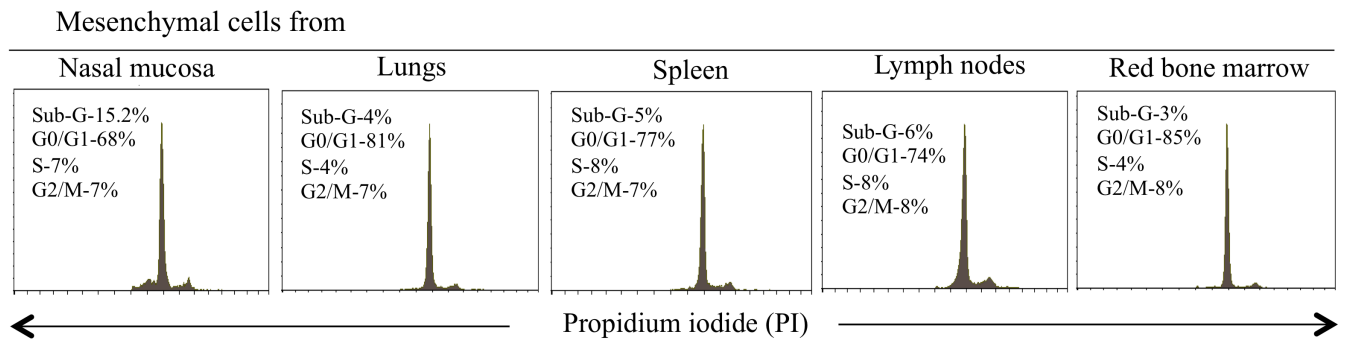 Mesenchymal cells from
Nasal mucosa
Lungs
Spleen
Lymph nodes
Red bone marrow
Sub-G-15.2%
G0/G1-68%
S-7%
G2/M-7%
Sub-G-4%
G0/G1-81%
S-4%
G2/M-7%
Sub-G-5%
G0/G1-77%
S-8%
G2/M-7%
Sub-G-6%
G0/G1-74%
S-8%
G2/M-8%
Sub-G-3%
G0/G1-85%
S-4%
G2/M-8%
Propidium iodide (PI)